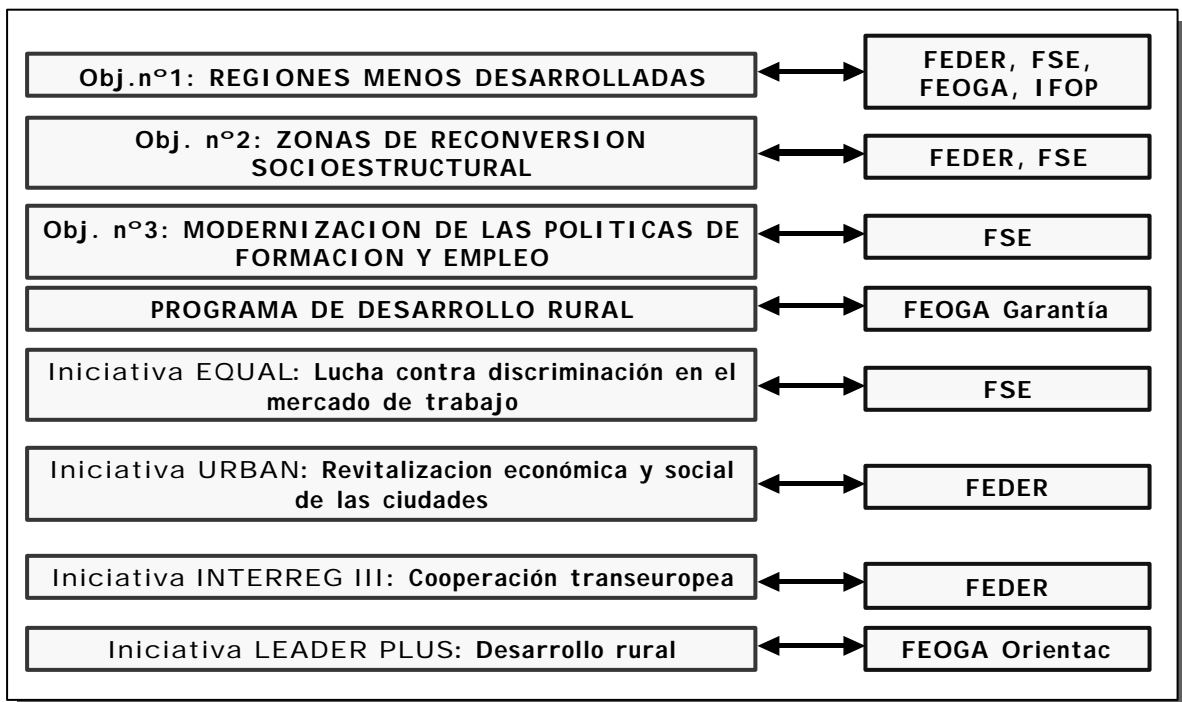 Obj.nº1: REGIONES MENOS DESARROLLADAS
FEDER, FSE,
FEOGA, IFOP
Obj. nº2: ZONAS DE RECONVERSION
SOCIOESTRUCTURAL
FEDER, FSE
Obj. nº3: MODERNIZACION DE LAS POLITICAS DE
FORMACION Y EMPLEO
FSE
PROGRAMA DE DESARROLLO RURAL
FEOGA Garantía
Iniciativa EQUAL: Lucha contra discriminación en el
mercado de trabajo
FSE
Iniciativa URBAN: Revitalizacion económica y social
de las ciudades
FEDER
Iniciativa INTERREG III: Cooperación transeuropea
FEDER
Iniciativa LEADER PLUS: Desarrollo rural
FEOGA Orientac